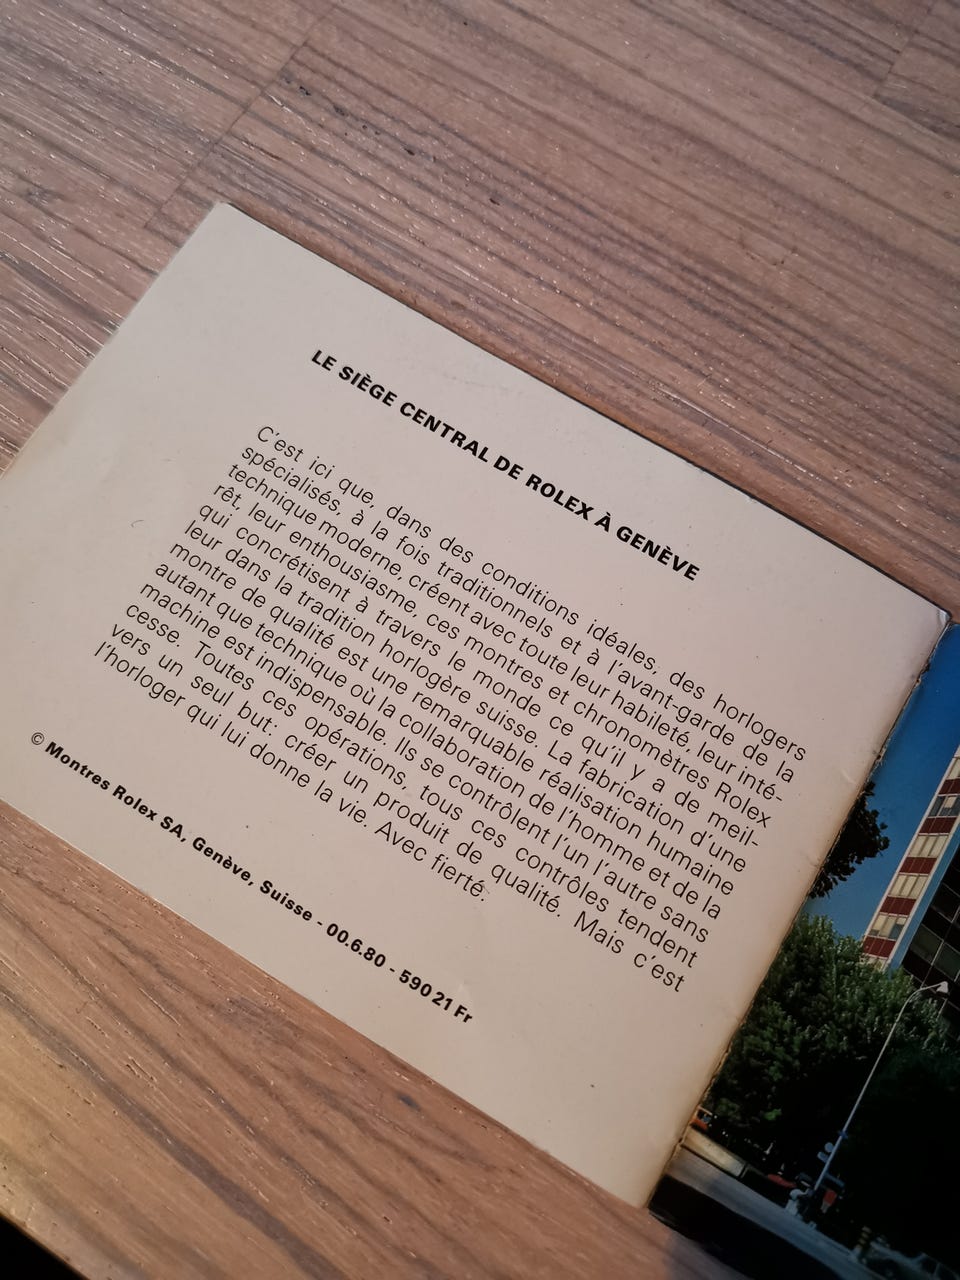 LE SIÈGE CENTRAL DE ROLEX À GENÈVE
C'est ici que, dans des conditions idéales, des horlogers
spécialisés, à la fois traditionnels et à l'avant-garde de la
technique moderne, créent avec toute leur habileté, leur inté-
rêt, leur enthousiasme, ces montres et chronomètres Rolex
qui concrétisent à travers le monde ce qu'il y a de meil-
leur dans la tradition horlogère suisse. La fabrication d'une
montre de qualité est une remarquable réalisation humaine
autant que technique où la collaboration de l'homme et de la
machine est indispensable. Ils se contrôlent l'un l'autre sans
cesse. Toutes ces opérations, tous ces contrôles tendent
vers un seul but: créer un produit de qualité. Mais c'est
l'horloger qui lui donne la vie. Avec fierté.
© Montres Rolex SA, Genève, Suisse - 00.6.80 - 590 21 Fr